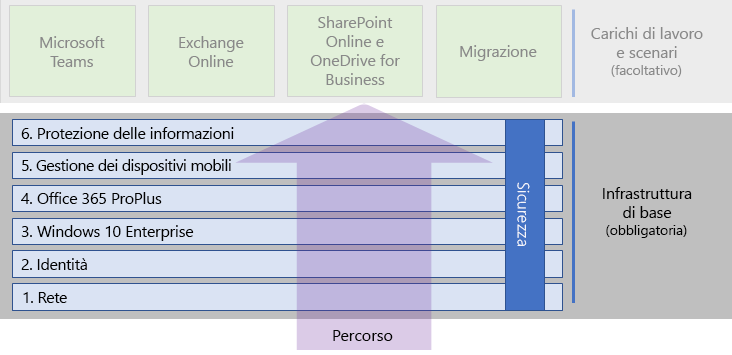 Microsoft
Teams
Exchange
Online
SharePoint
Online e
OneDrive for
Business
Migrazione
Carichi di lavoro
e scenari
(facoltativo)
6. Protezione delle informazioni
5. Gestione dei dispositivi mobili
4. Office 365 ProPlus
3. Windows 10 Enterprise
2. Identità
1. Rete
Sicurezza
Infrastruttura
di base
(obbligatoria)
Percorso